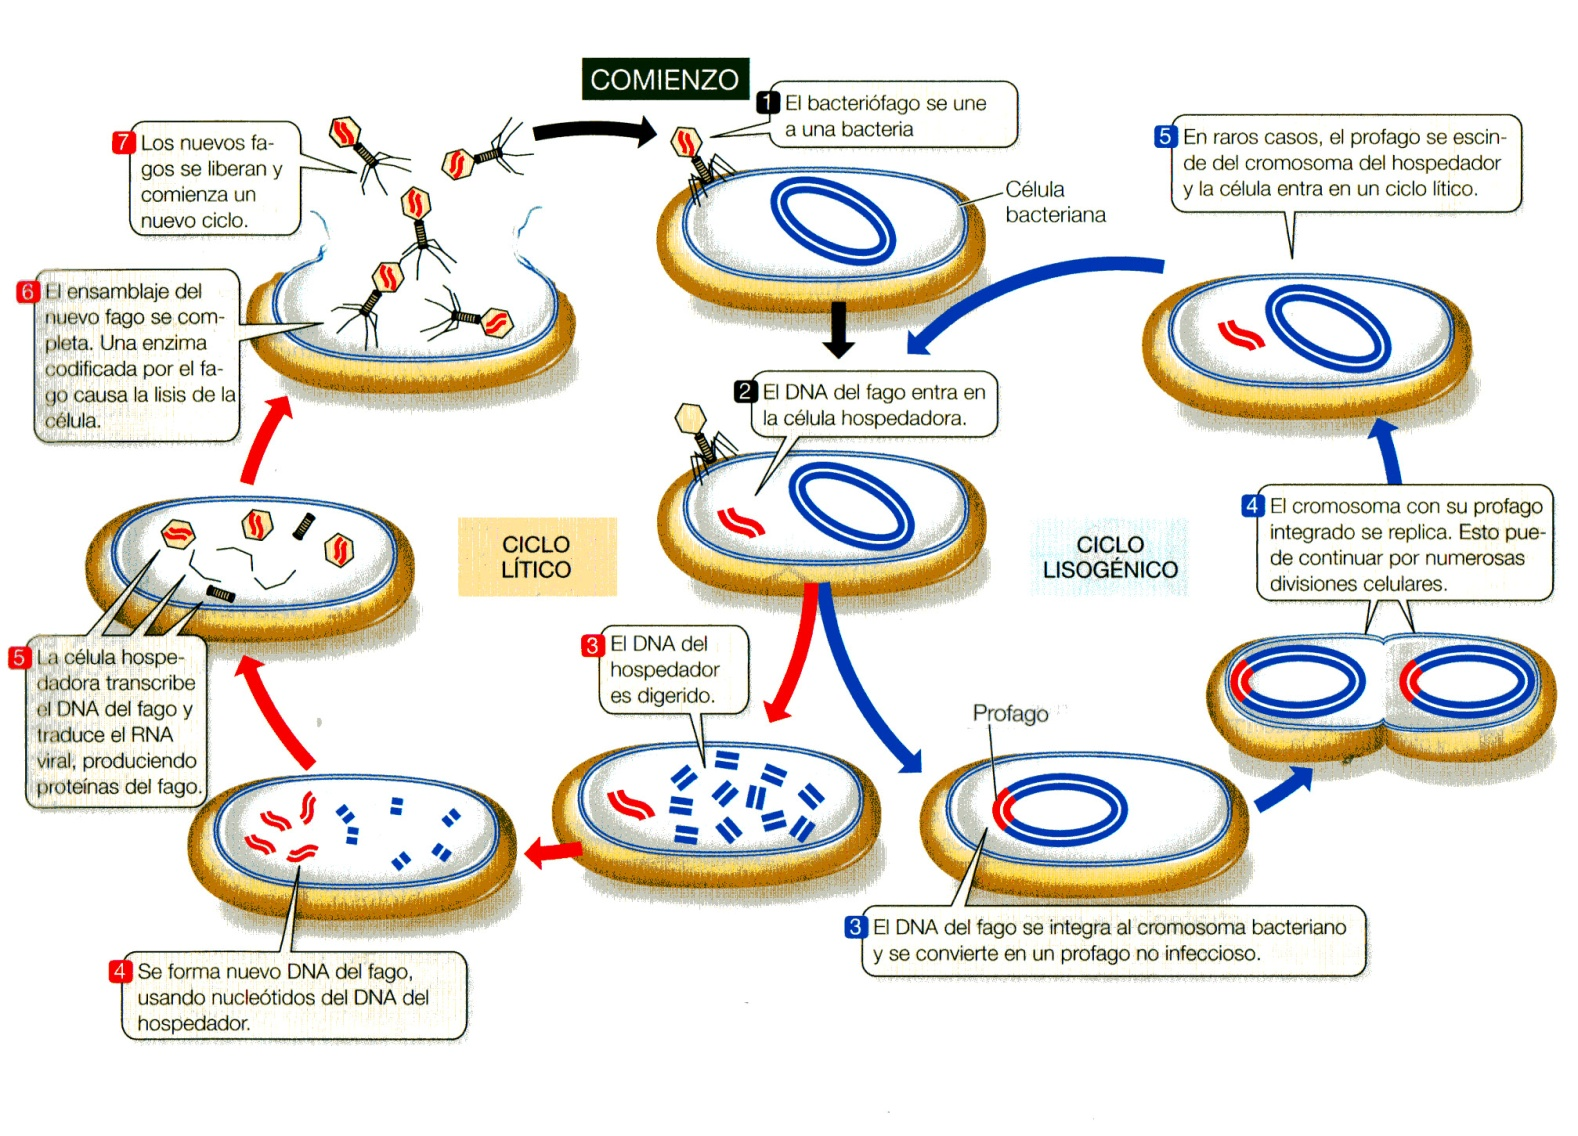 COMIENZO
1 El bacteriófago se une
a una bacteria
Célula
bacteriana
2 El DNA del fago entra en
la célula hospedadora.
CICLO
LÍTICO
3 El DNA del
hospedador
es digerido.
4 Se forma nuevo DNA del fago,
usando nucleótidos del DNA del
hospedador.
5 La célula hospe-
dadora transcribe
el DNA del fago y
traduce el RNA
viral, produciendo
proteínas del fago.
6 El ensamblaje del
nuevo fago se com-
pleta. Una enzima
codificada por el fa-
go causa la lisis de la
célula.
7 Los nuevos fa-
gos se liberan y
comienza un
nuevo ciclo.
CICLO
LISOGÉNICO
Profago
3 El DNA del fago se integra al cromosoma bacteriano
y se convierte en un profago no infeccioso.
4 El cromosoma con su profago
integrado se replica. Esto pue-
de continuar por numerosas
divisiones celulares.
5 En raros casos, el profago se escin-
de del cromosoma del hospedador
y la célula entra en un ciclo lítico.